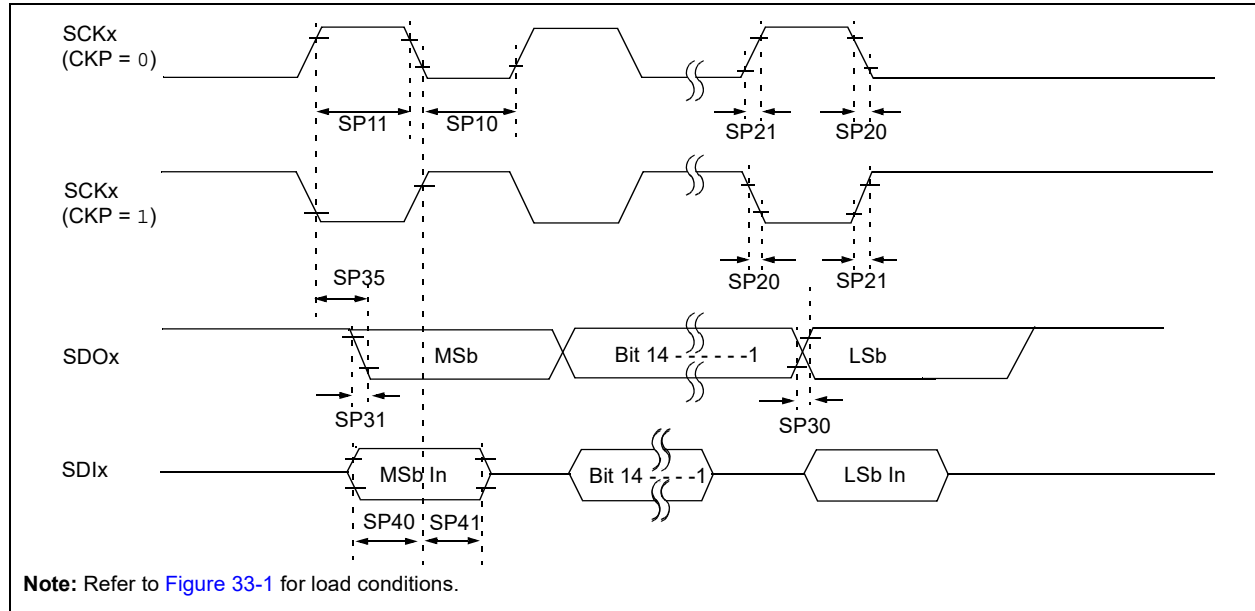 SCKx
(CKP = 0)
SP11
SP10
SP21
SP20
SCKx
(CKP = 1)
SP35
SP20
SP21
SDOx
MSb
Bit 14 - - - - - -1
LSb
SP31
SP30
SDIx
MSb In
Bit 14 - - - -1
LSb In
SP40
SP41
Note: Refer to Figure 33-1 for load conditions.